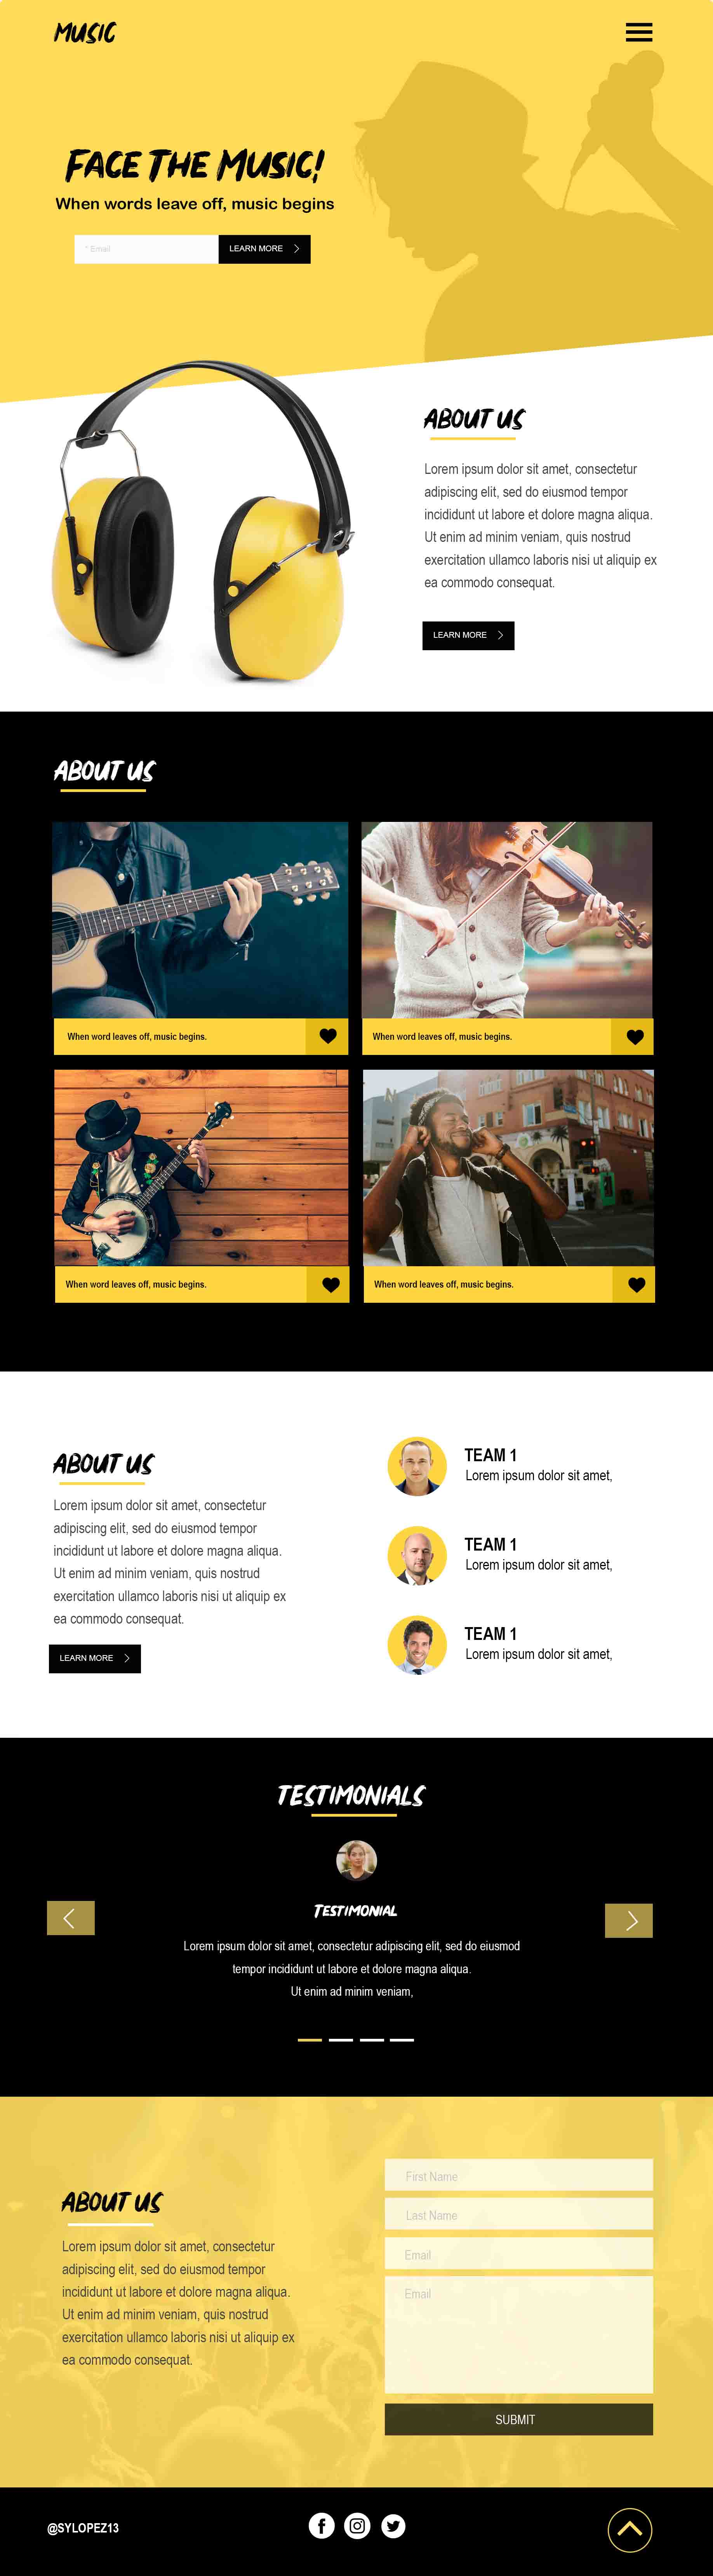 MUSIC
FACE THE MUSIC!
When words leave off, music begins
* Email
LEARN MORE
ABOUT US
Lorem ipsum dolor sit amet, consectetur
adipiscing elit, sed do eiusmod tempor
incididunt ut labore et dolore magna aliqua.
Ut enim ad minim veniam, quis nostrud
exercitation ullamco laboris nisi ut aliquip ex
ea commodo consequat.
LEARN MORE
ABOUT US
When word leaves off, music begins.
When word leaves off, music begins.
When word leaves off, music begins.
When word leaves off, music begins.
ABOUT US
Lorem ipsum dolor sit amet, consectetur
adipiscing elit, sed do eiusmod tempor
incididunt ut labore et dolore magna aliqua.
Ut enim ad minim veniam, quis nostrud
exercitation ullamco laboris nisi ut aliquip ex
ea commodo consequat.
LEARN MORE
TEAM 1
Lorem ipsum dolor sit amet,
TEAM 1
Lorem ipsum dolor sit amet,
TEAM 1
Lorem ipsum dolor sit amet,
TESTIMONIALS
TESTIMONIAL
Lorem ipsum dolor sit amet, consectetur adipiscing elit, sed do eiusmod
tempor incididunt ut labore et dolore magna aliqua.
Ut enim ad minim veniam,
ABOUT US
Lorem ipsum dolor sit amet, consectetur
adipiscing elit, sed do eiusmod tempor
incididunt ut labore et dolore magna aliqua.
Ut enim ad minim veniam, quis nostrud
exercitation ullamco laboris nisi ut aliquip ex
ea commodo consequat.
First Name
Last Name
Email
Email
SUBMIT
@SYLOPEZ13